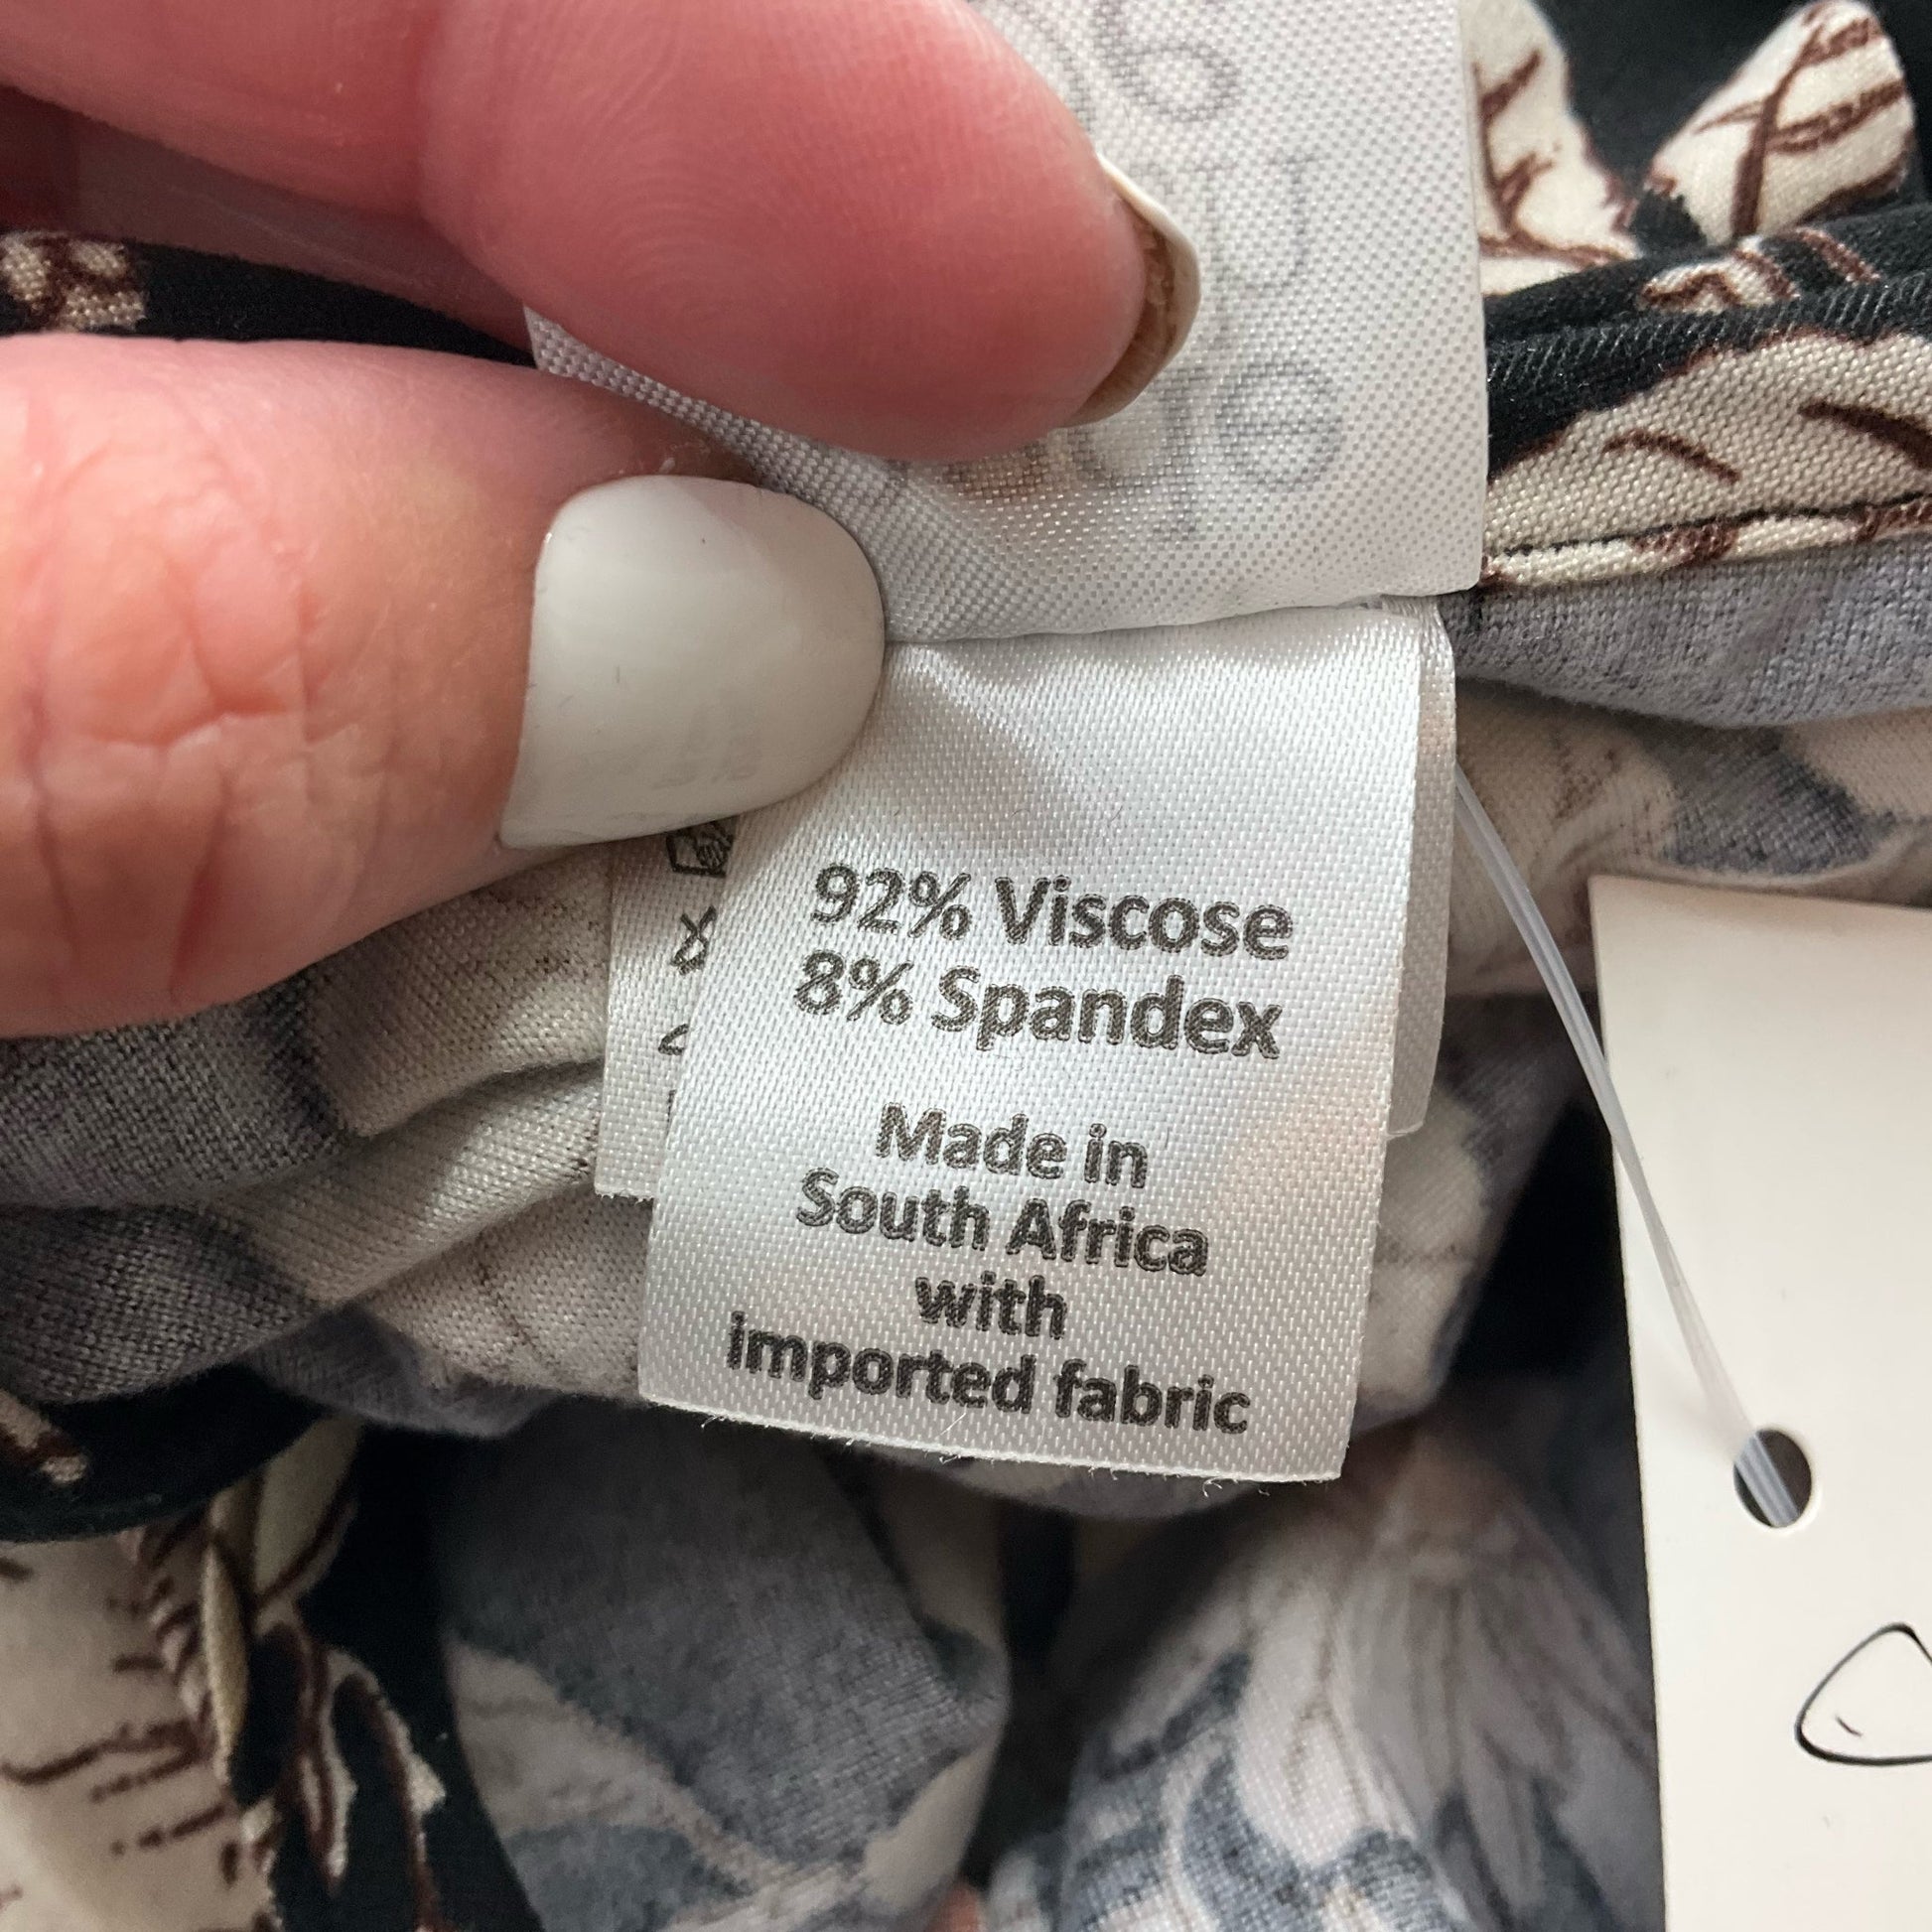 92% Viscose
8% Spandex
Made in
South Africa
with
imported fabric